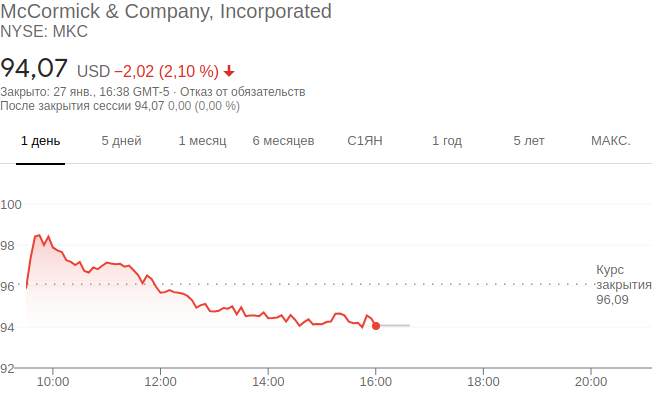 McCormick & Company, Incorporated
NYSE: MKC
94,07 USD −2,02 (2,10 %)
Закрыто: 27 янв., 16:38 GMT-5 · Отказ от обязательств
После закрытия сессии 94,07 0,00 (0,00 %)
1 день 5 дней 1 месяц 6 месяцев С1ЯН 1 год 5 лет МАКС.
100
98
Курс
96 закрытия
96,09
94
92
10:00 12:00 14:00 16:00 18:00 20:00